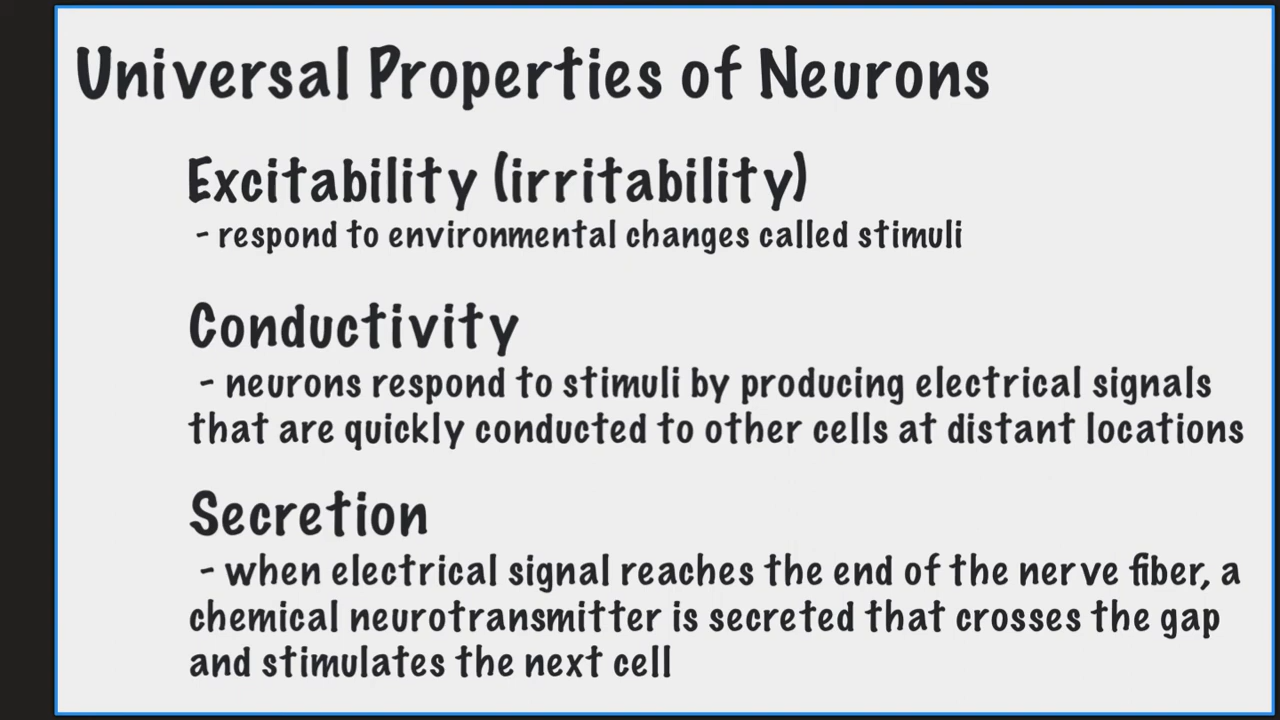 Universal Properties of Neurons
Excitability (irritability)
- respond to environmental changes called stimuli
Conductivity
- neurons respond to stimuli by producing electrical signals
that are quickly conducted to other cells at distant locations
Secretion
- when electrical signal reaches the end of the nerve fiber, a
chemical neurotransmitter is secreted that crosses the gap
and stimulates the next cell